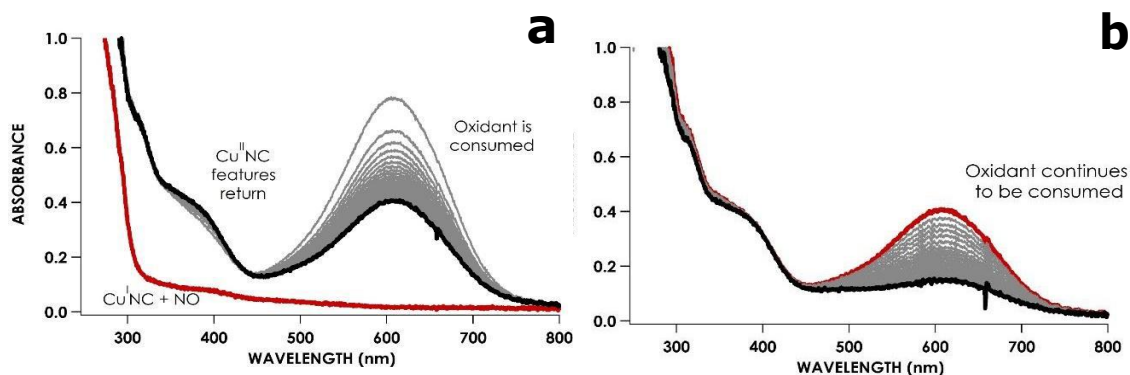 a
1.0
0.8
0.6
0.4
0.2
0.0
ABSORBANCE
Cu^II NC
features
return
Oxidant is
consumed
Cu^I NC + NO
300 400 500 600 700 800
WAVELENGTH (nm)
b
1.0
0.8
0.6
0.4
0.2
0.0
Oxidant continues
to be consumed
300 400 500 600 700 800
WAVELENGTH (nm)